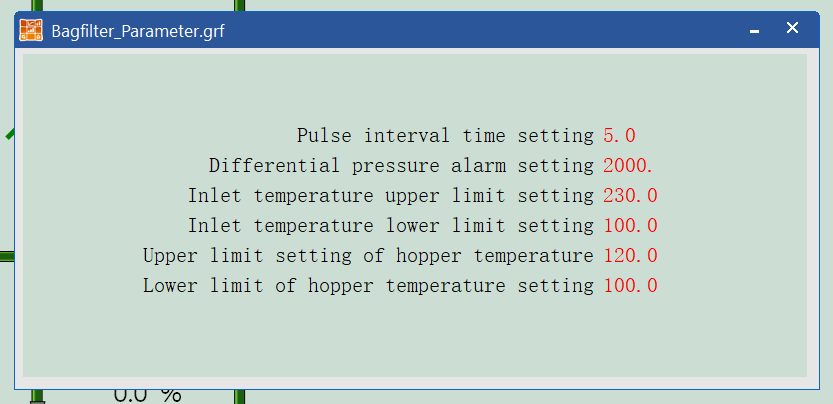 Bagfilter_Parameter.grf
Pulse interval time setting 5.0
Differential pressure alarm setting 2000.
Inlet temperature upper limit setting 230.0
Inlet temperature lower limit setting 100.0
Upper limit setting of hopper temperature 120.0
Lower limit of hopper temperature setting 100.0
0.0 %